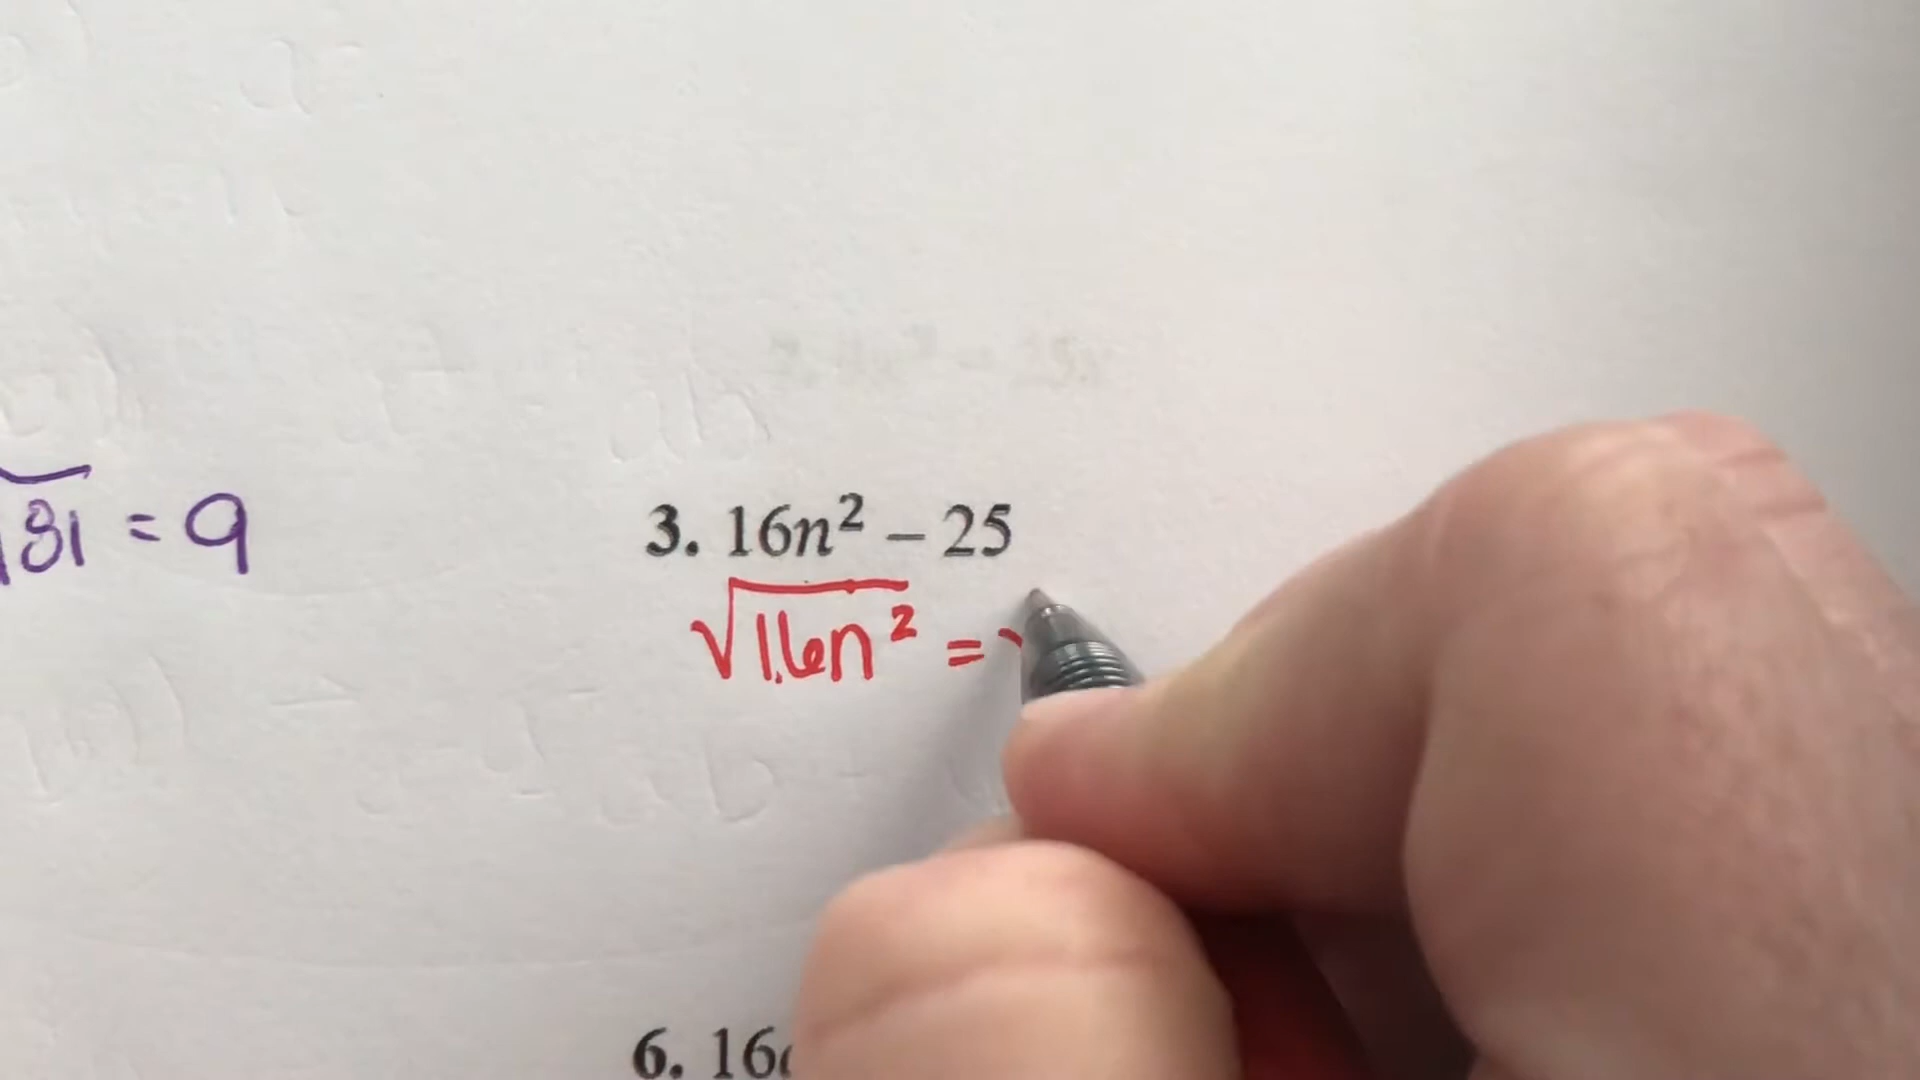 81 = 9
3. 16n² – 25
√16n² = √
6. 16